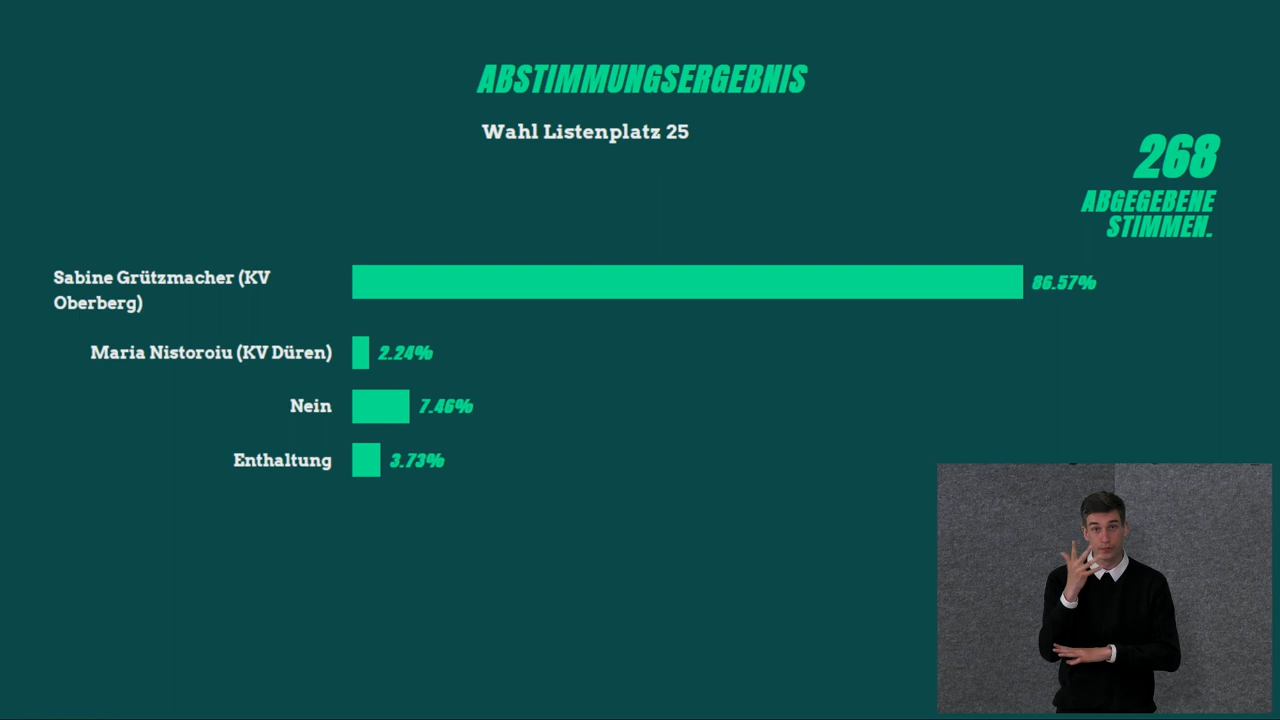 ABSTIMMUNGSERGEBNIS
Wahl Listenplatz 25
268
ABGEGEBENE
STIMMEN.
Sabine Grützmacher (KV
Oberberg)
86.57%
Maria Nistoroiu (KV Düren)
2.24%
Nein
7.46%
Enthaltung
3.73%